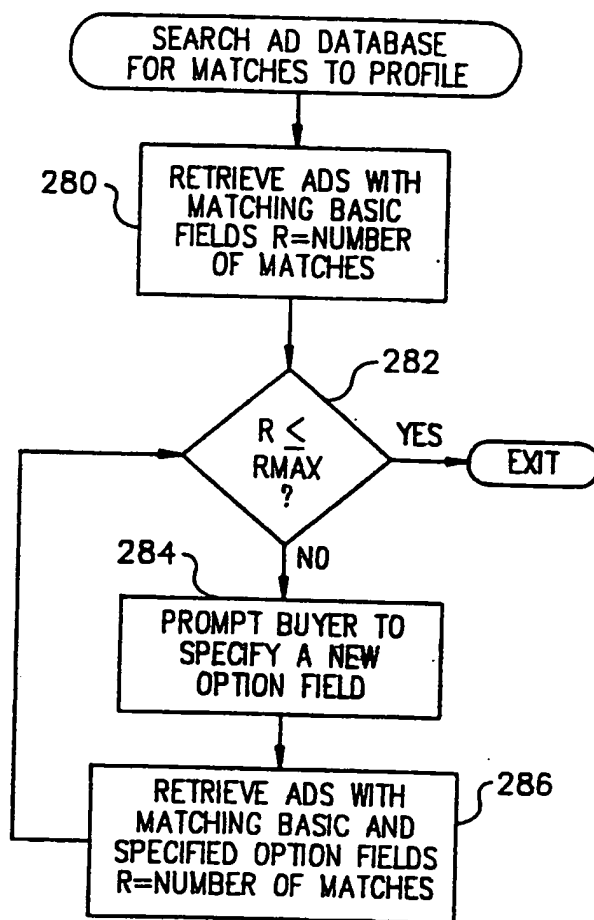 SEARCH AD DATABASE
FOR MATCHES TO PROFILE
280
RETRIEVE ADS WITH
MATCHING BASIC
FIELDS R=NUMBER
OF MATCHES
282
R ≤
RMAX
?
YES
EXIT
NO
284
PROMPT BUYER TO
SPECIFY A NEW
OPTION FIELD
286
RETRIEVE ADS WITH
MATCHING BASIC AND
SPECIFIED OPTION FIELDS
R=NUMBER OF MATCHES